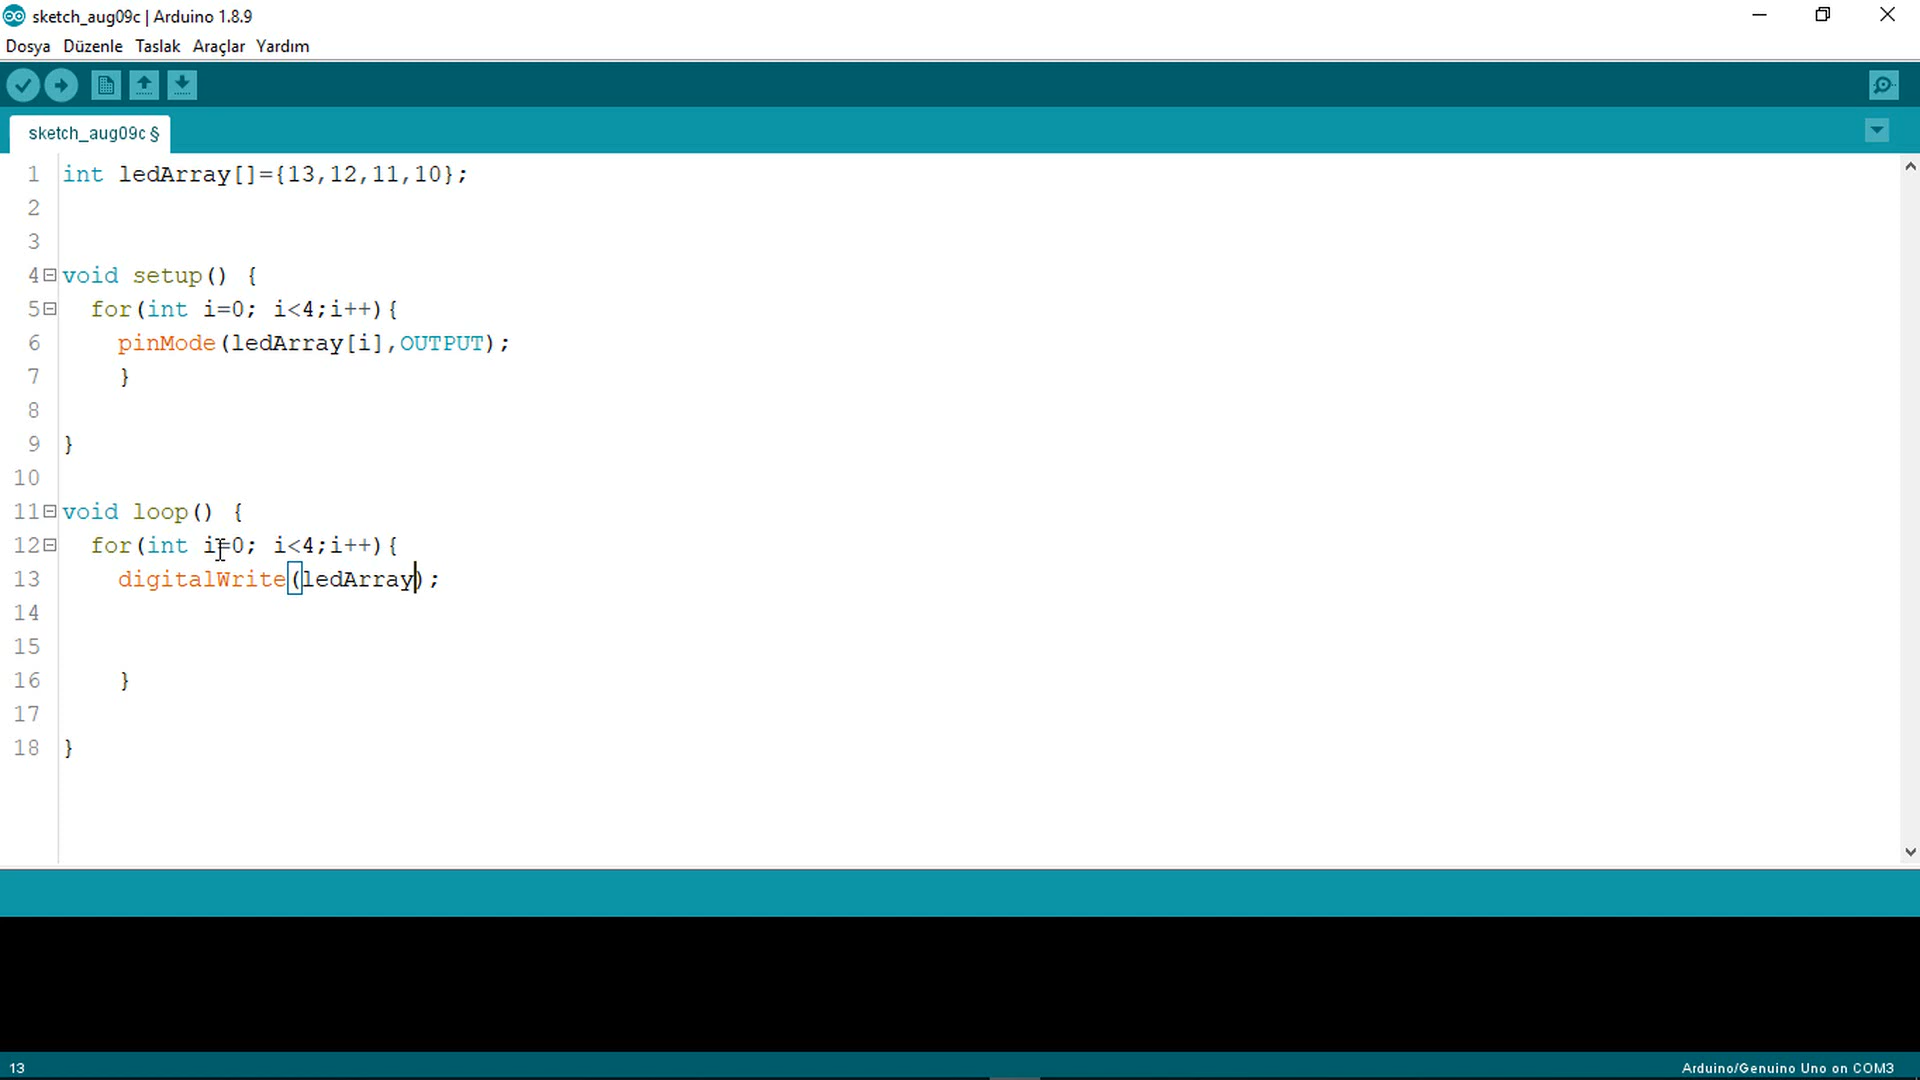 sketch_aug09c | Arduino 1.8.9
Dosya Düzenle Taslak Araçlar Yardım
sketch_aug09c §
1 int ledArray[]={13,12,11,10};
2
3
4 void setup() {
5 for(int i=0; i<4;i++){
6 pinMode(ledArray[i],OUTPUT);
7 }
8
9 }
10
11 void loop() {
12 for(int i=0; i<4;i++){
13 digitalWrite(ledArray);
14
15
16 }
17
18 }
13 Arduino/Genuino Uno on COM3